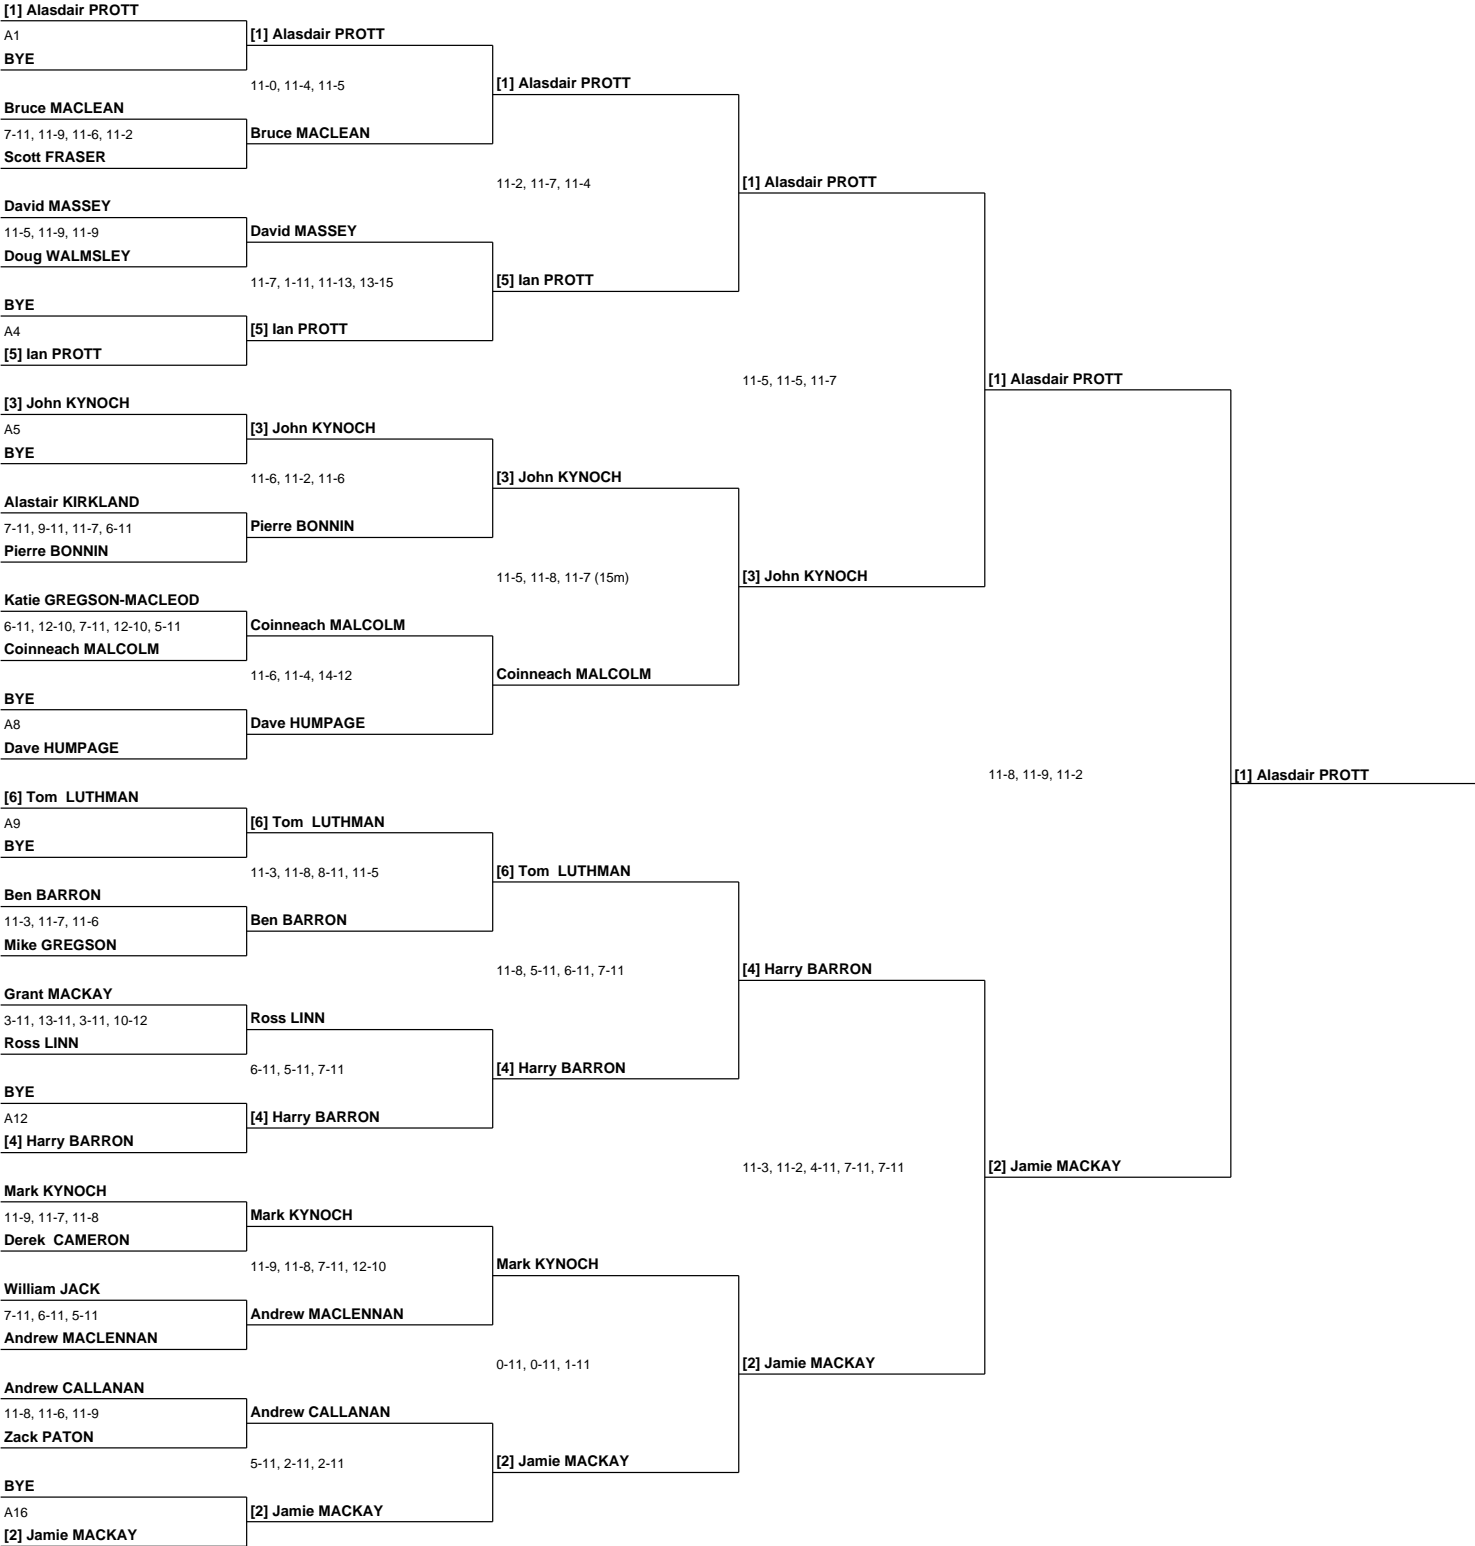 [1] Alasdair PROTT
A1
BYE
Bruce MACLEAN
7-11, 11-9, 11-6, 11-2
Scott FRASER
David MASSEY
11-5, 11-9, 11-9
Doug WALMSLEY
BYE
A4
[5] Ian PROTT
[3] John KYNOCH
A5
BYE
Alastair KIRKLAND
7-11, 9-11, 11-7, 6-11
Pierre BONNIN
Katie GREGSON-MACLEOD
6-11, 12-10, 7-11, 12-10, 5-11
Coinneach MALCOLM
BYE
A8
Dave HUMPAGE
[6] Tom  LUTHMAN
A9
BYE
Ben BARRON
11-3, 11-7, 11-6
Mike GREGSON
Grant MACKAY
3-11, 13-11, 3-11, 10-12
Ross LINN
BYE
A12
[4] Harry BARRON
Mark KYNOCH
11-9, 11-7, 11-8
Derek  CAMERON
William JACK
7-11, 6-11, 5-11
Andrew MACLENNAN
Andrew CALLANAN
11-8, 11-6, 11-9
Zack PATON
BYE
A16
[2] Jamie MACKAY
[1] Alasdair PROTT
11-0, 11-4, 11-5
Bruce MACLEAN
David MASSEY
11-7, 1-11, 11-13, 13-15
[5] Ian PROTT
[3] John KYNOCH
11-6, 11-2, 11-6
Pierre BONNIN
Coinneach MALCOLM
11-6, 11-4, 14-12
Dave HUMPAGE
[6] Tom  LUTHMAN
11-3, 11-8, 8-11, 11-5
Ben BARRON
Ross LINN
6-11, 5-11, 7-11
[4] Harry BARRON
Mark KYNOCH
11-9, 11-8, 7-11, 12-10
Andrew MACLENNAN
Andrew CALLANAN
5-11, 2-11, 2-11
[2] Jamie MACKAY
[1] Alasdair PROTT
11-2, 11-7, 11-4
[5] Ian PROTT
[3] John KYNOCH
11-5, 11-8, 11-7 (15m)
Coinneach MALCOLM
[6] Tom  LUTHMAN
11-8, 5-11, 6-11, 7-11
[4] Harry BARRON
Mark KYNOCH
0-11, 0-11, 1-11
[2] Jamie MACKAY
[1] Alasdair PROTT
11-5, 11-5, 11-7
[3] John KYNOCH
[4] Harry BARRON
11-3, 11-2, 4-11, 7-11, 7-11
[2] Jamie MACKAY
[1] Alasdair PROTT
11-8, 11-9, 11-2
[2] Jamie MACKAY
[1] Alasdair PROTT